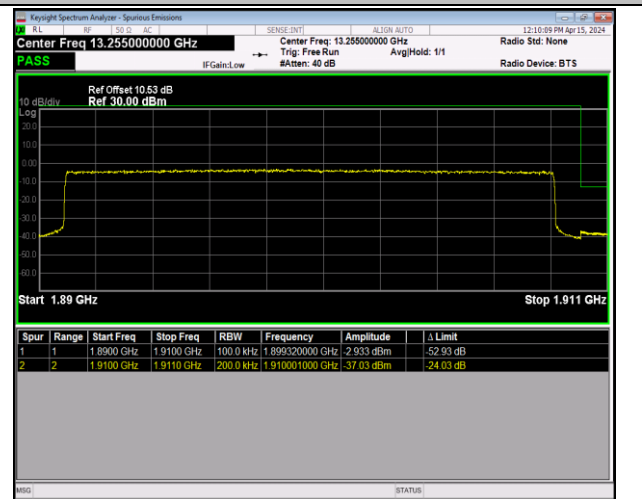 Keysight Spectrum Analyzer - Spurious Emissions
RL RF 50 Ω AC SENSE:INT ALIGN AUTO 12:10:09 PM Apr 15, 2024
Center Freq 13.255000000 GHz Center Freq: 13.255000000 GHz Radio Std: None
Trig: Free Run Avg|Hold: 1/1
PASS IFGain:Low #Atten: 40 dB Radio Device: BTS
Ref Offset 10.53 dB
10 dB/div Ref 30.00 dBm
Log
20.0
10.0
0.00
-10.0
-20.0
-30.0
-40.0
-50.0
-60.0
Start 1.89 GHz Stop 1.911 GHz
Spur Range Start Freq Stop Freq RBW Frequency Amplitude Δ Limit
1 1 1.8900 GHz 1.9100 GHz 100.0 kHz 1.899320000 GHz -2.933 dBm -52.93 dB
2 2 1.9100 GHz 1.9110 GHz 200.0 kHz 1.910001000 GHz -37.03 dBm -24.03 dB
MSG STATUS